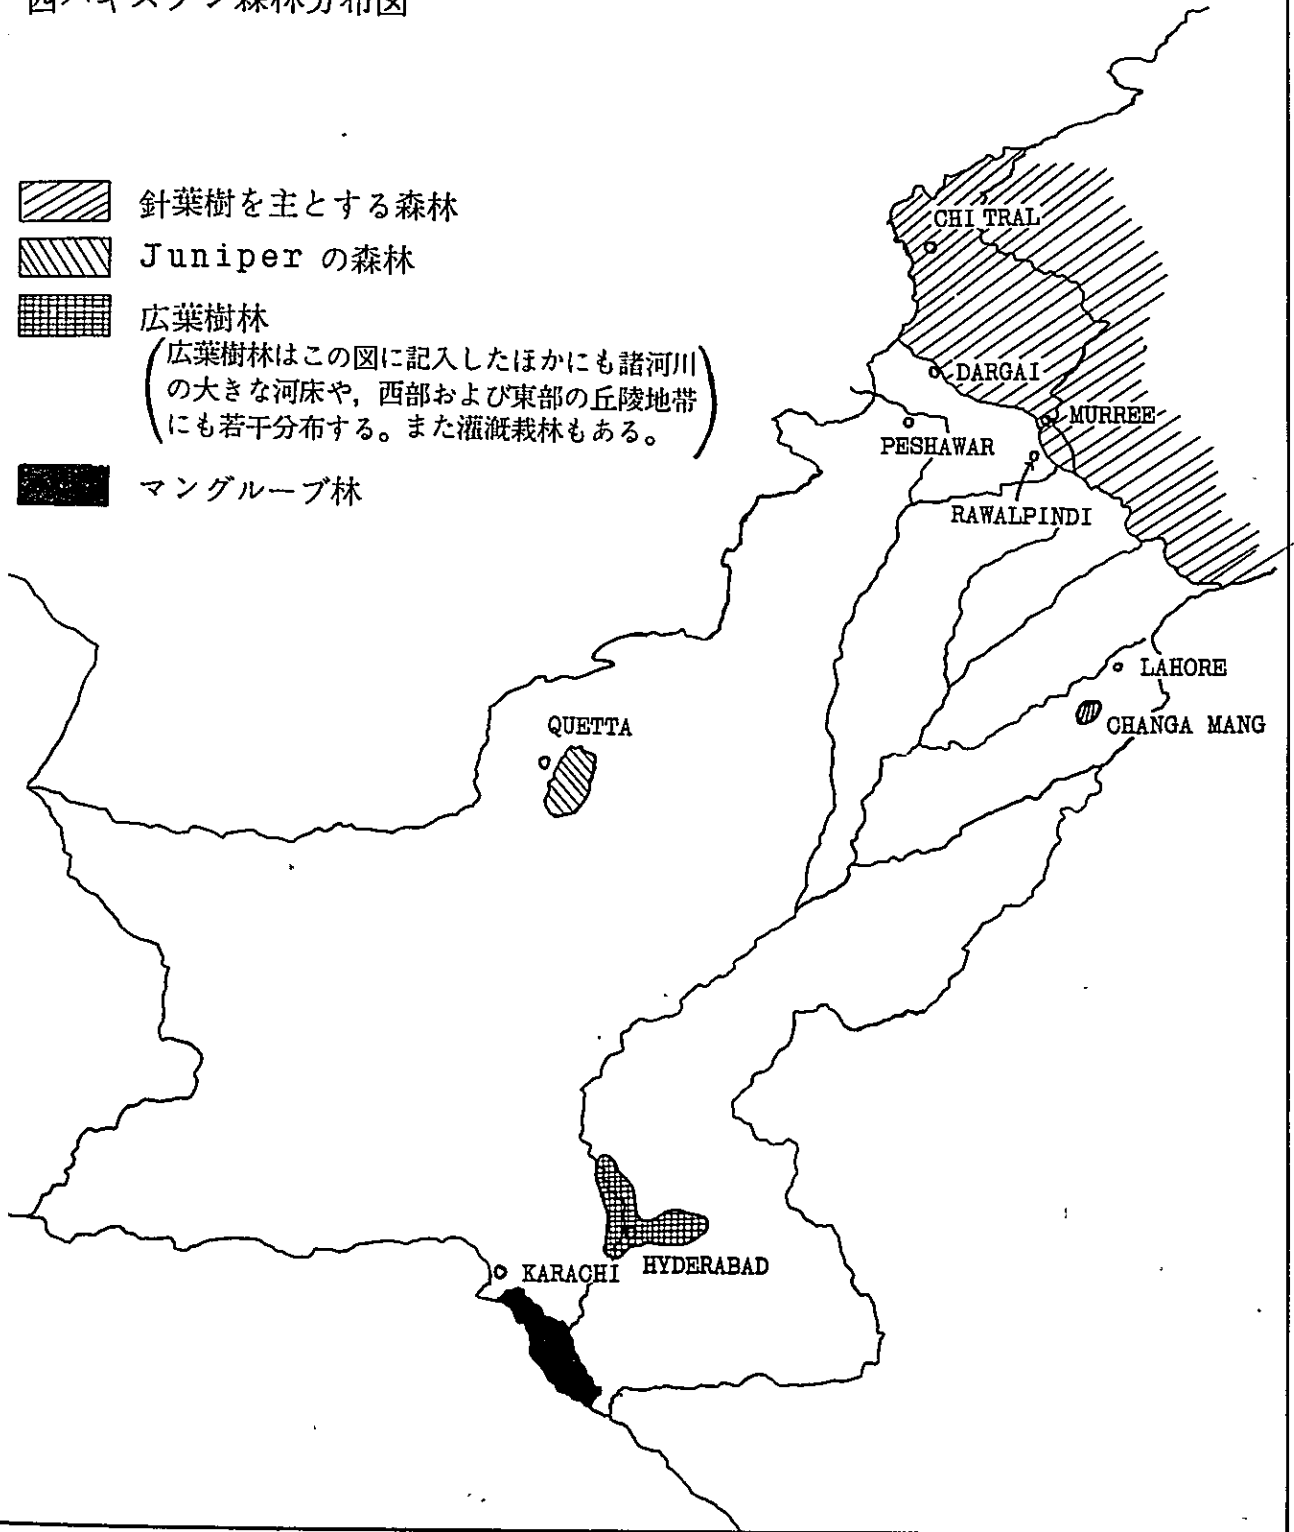 西パキスタン森林分布図
針葉樹を主とする森林
Juniper の森林
広葉樹林
(広葉樹林はこの図に記入したほかにも諸河川
の大きな河床や，西部および東部の丘陵地帯
にも若干分布する。また灌漑栽林もある。)
マングルーブ林
CHI TRAL
DARGAI
MURREE
PESHAWAR
RAWALPINDI
LAHORE
CHANGA MANG
QUETTA
HYDERABAD
KARACHI